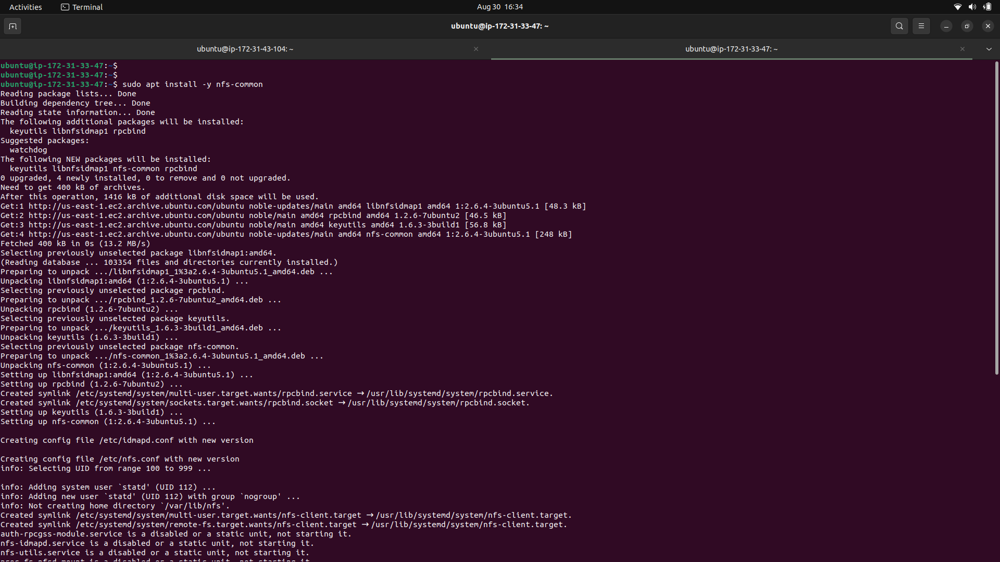 Activities Terminal Aug 30 16:34
ubuntu@ip-172-31-33-47: ~
ubuntu@ip-172-31-43-104: ~ ubuntu@ip-172-31-33-47: ~
ubuntu@ip-172-31-33-47:~$
ubuntu@ip-172-31-33-47:~$
ubuntu@ip-172-31-33-47:~$ sudo apt install -y nfs-common
Reading package lists... Done
Building dependency tree... Done
Reading state information... Done
The following additional packages will be installed:
  keyutils libnfsidmap1 rpcbind
Suggested packages:
  watchdog
The following NEW packages will be installed:
  keyutils libnfsidmap1 nfs-common rpcbind
0 upgraded, 4 newly installed, 0 to remove and 0 not upgraded.
Need to get 400 kB of archives.
After this operation, 1416 kB of additional disk space will be used.
Get:1 http://us-east-1.ec2.archive.ubuntu.com/ubuntu noble-updates/main amd64 libnfsidmap1 amd64 1:2.6.4-3ubuntu5.1 [48.3 kB]
Get:2 http://us-east-1.ec2.archive.ubuntu.com/ubuntu noble/main amd64 rpcbind amd64 1.2.6-7ubuntu2 [46.5 kB]
Get:3 http://us-east-1.ec2.archive.ubuntu.com/ubuntu noble/main amd64 keyutils amd64 1.6.3-3build1 [56.8 kB]
Get:4 http://us-east-1.ec2.archive.ubuntu.com/ubuntu noble-updates/main amd64 nfs-common amd64 1:2.6.4-3ubuntu5.1 [248 kB]
Fetched 400 kB in 0s (13.2 MB/s)
Selecting previously unselected package libnfsidmap1:amd64.
(Reading database ... 103354 files and directories currently installed.)
Preparing to unpack .../libnfsidmap1_1%3a2.6.4-3ubuntu5.1_amd64.deb ...
Unpacking libnfsidmap1:amd64 (1:2.6.4-3ubuntu5.1) ...
Selecting previously unselected package rpcbind.
Preparing to unpack .../rpcbind_1.2.6-7ubuntu2_amd64.deb ...
Unpacking rpcbind (1.2.6-7ubuntu2) ...
Selecting previously unselected package keyutils.
Preparing to unpack .../keyutils_1.6.3-3build1_amd64.deb ...
Unpacking keyutils (1.6.3-3build1) ...
Selecting previously unselected package nfs-common.
Preparing to unpack .../nfs-common_1%3a2.6.4-3ubuntu5.1_amd64.deb ...
Unpacking nfs-common (1:2.6.4-3ubuntu5.1) ...
Setting up libnfsidmap1:amd64 (1:2.6.4-3ubuntu5.1) ...
Setting up rpcbind (1.2.6-7ubuntu2) ...
Created symlink /etc/systemd/system/multi-user.target.wants/rpcbind.service → /usr/lib/systemd/system/rpcbind.service.
Created symlink /etc/systemd/system/sockets.target.wants/rpcbind.socket → /usr/lib/systemd/system/rpcbind.socket.
Setting up keyutils (1.6.3-3build1) ...
Setting up nfs-common (1:2.6.4-3ubuntu5.1) ...

Creating config file /etc/idmapd.conf with new version

Creating config file /etc/nfs.conf with new version
info: Selecting UID from range 100 to 999 ...

info: Adding system user `statd' (UID 112) ...
info: Adding new user `statd' (UID 112) with group `nogroup' ...
info: Not creating home directory `/var/lib/nfs'.
Created symlink /etc/systemd/system/multi-user.target.wants/nfs-client.target → /usr/lib/systemd/system/nfs-client.target.
Created symlink /etc/systemd/system/remote-fs.target.wants/nfs-client.target → /usr/lib/systemd/system/nfs-client.target.
auth-rpcgss-module.service is a disabled or a static unit, not starting it.
nfs-idmapd.service is a disabled or a static unit, not starting it.
nfs-utils.service is a disabled or a static unit, not starting it.
proc-fs-nfsd.mount is a disabled or a static unit, not starting it.